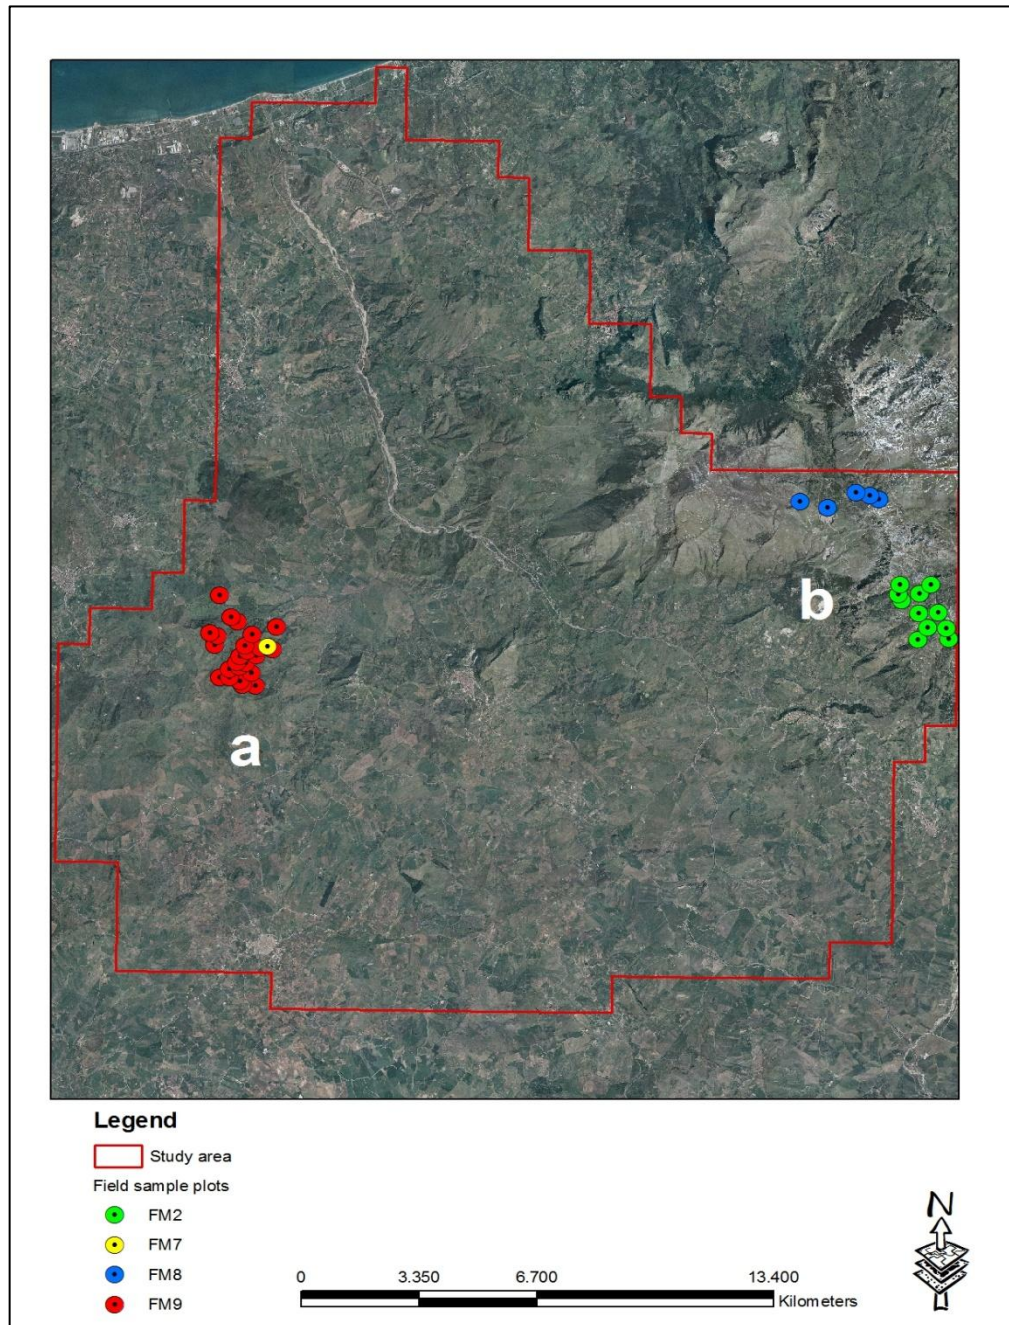 b
a
Legend
Study area
Field sample plots
FM2
FM7
FM8
FM9
N
0 3.350 6.700 13.400
Kilometers